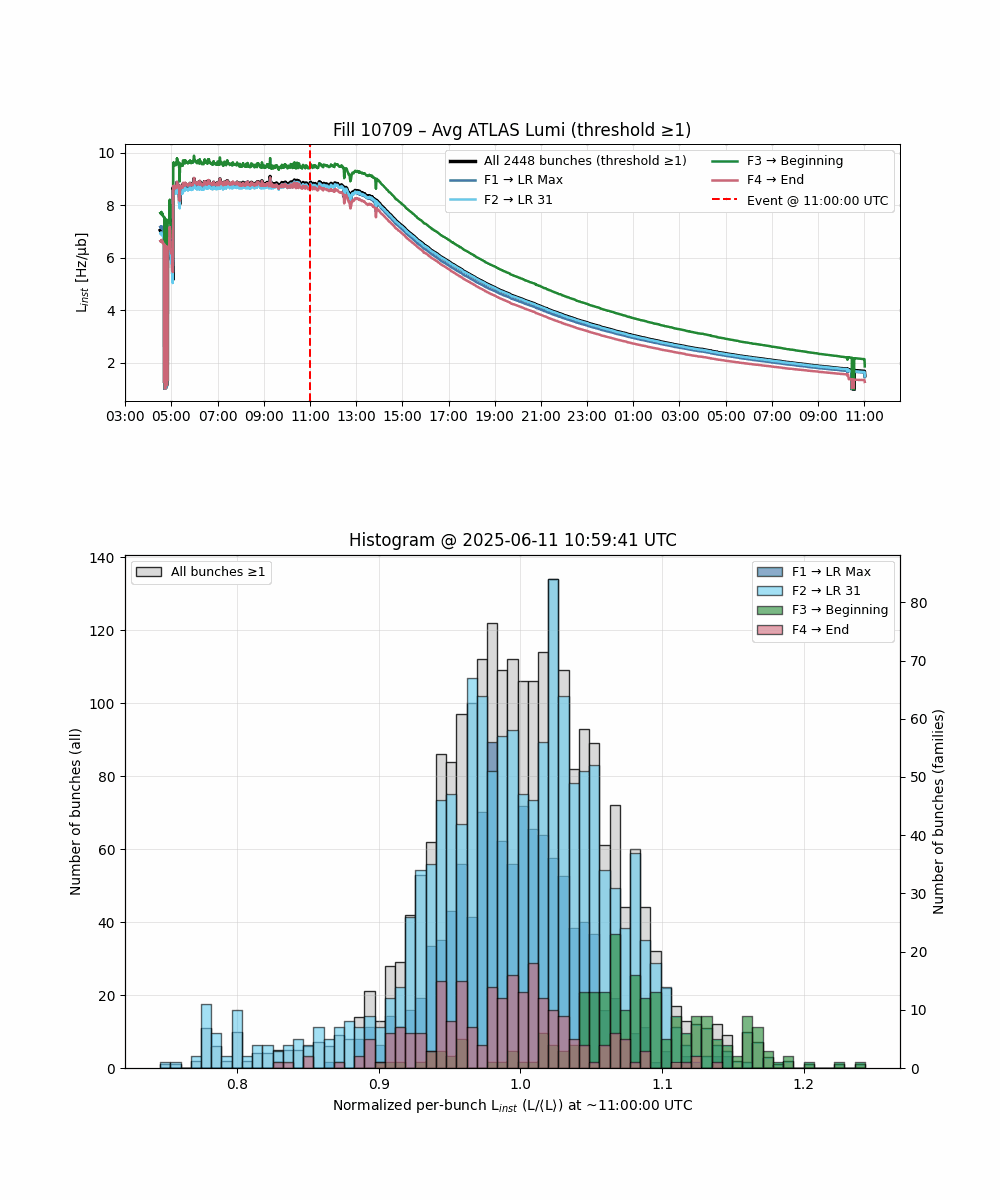 Fill 10709 – Avg ATLAS Lumi (threshold ≥1)
L_inst [Hz/μb]
10
8
6
4
2
All 2448 bunches (threshold ≥1)
F1 → LR Max
F2 → LR 31
F3 → Beginning
F4 → End
Event @ 11:00:00 UTC
03:00 05:00 07:00 09:00 11:00 13:00 15:00 17:00 19:00 21:00 23:00 01:00 03:00 05:00 07:00 09:00 11:00
Histogram @ 2025-06-11 10:59:41 UTC
Number of bunches (all)
140
120
100
80
60
40
20
0
All bunches ≥1
F1 → LR Max
F2 → LR 31
F3 → Beginning
F4 → End
80
70
60
50
40
30
20
10
0
Number of bunches (families)
0.8 0.9 1.0 1.1 1.2
Normalized per-bunch L_inst (L/⟨L⟩) at ~11:00:00 UTC